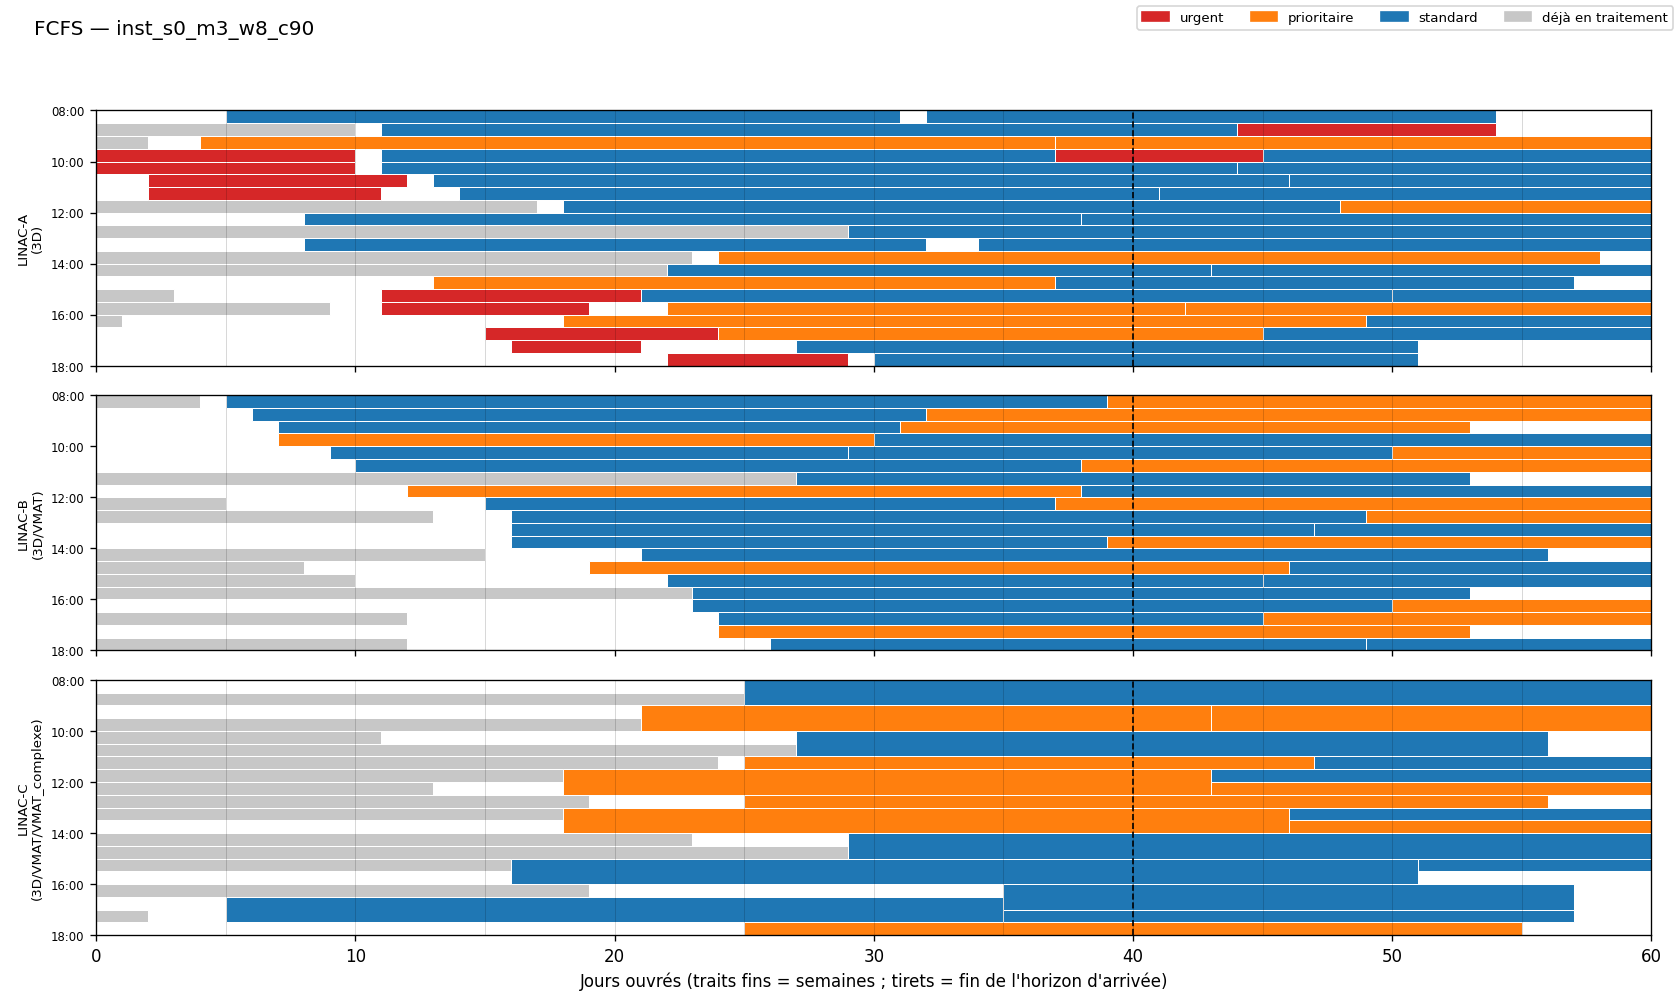 FCFS — inst_s0_m3_w8_c90
urgent prioritaire standard déjà en traitement
LINAC-A
(3D)
08:00
10:00
12:00
14:00
16:00
18:00
LINAC-B
(3D/VMAT)
08:00
10:00
12:00
14:00
16:00
18:00
LINAC-C
(3D/VMAT/VMAT_complexe)
08:00
10:00
12:00
14:00
16:00
18:00
0 10 20 30 40 50 60
Jours ouvrés (traits fins = semaines ; tirets = fin de l'horizon d'arrivée)